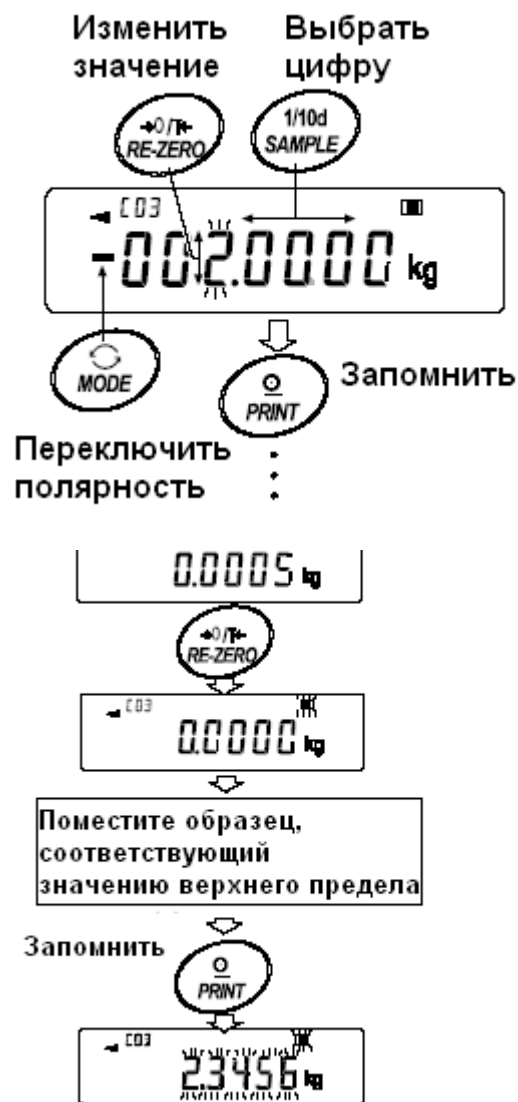 Изменить значение
Выбрать цифру
→0/T←
RE-ZERO
1/10d
SAMPLE
C03
-002.0000 kg
MODE
PRINT
Запомнить
Переключить полярность
0.0005 kg
→0/T←
RE-ZERO
C03
0.0000 kg
Поместите образец,
соответствующий
значению верхнего предела
Запомнить
PRINT
C03
2.3456 kg